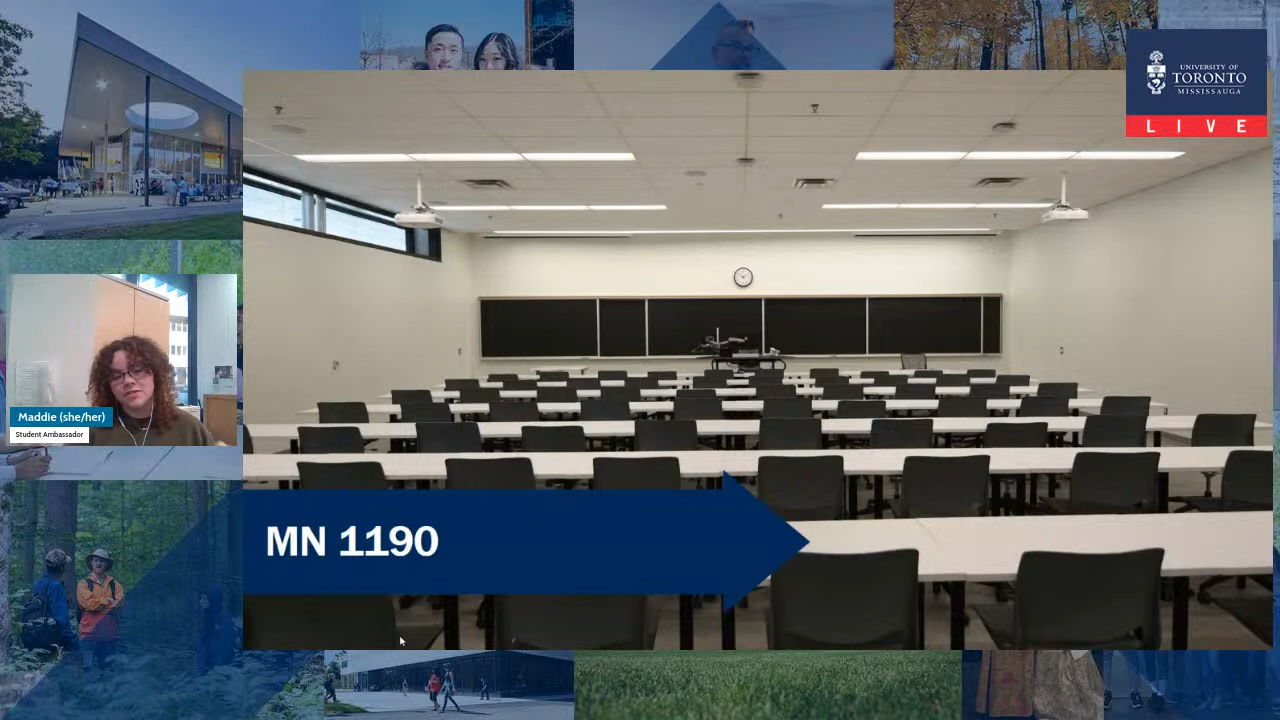 UNIVERSITY OF
TORONTO
MISSISSAUGA
LIVE
Maddie (she/her)
Student Ambassador
MN 1190